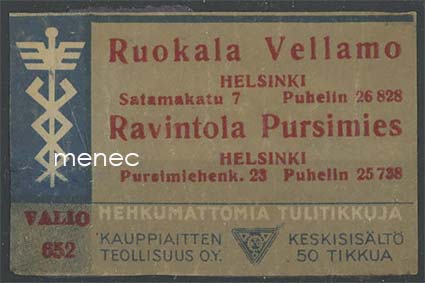 Ruokala Vellamo
HELSINKI
Satamakatu 7 Puhelin 26 828
Ravintola Pursimies
HELSINKI
Pursimiehenk. 23 Puhelin 25 738
menec
VALIO
652
HEHKUMATTOMIA TULITIKKUJA
KAUPPIAITTEN
TEOLLISUUS O.Y.
KESKISISÄLTÖ
50 TIKKUA